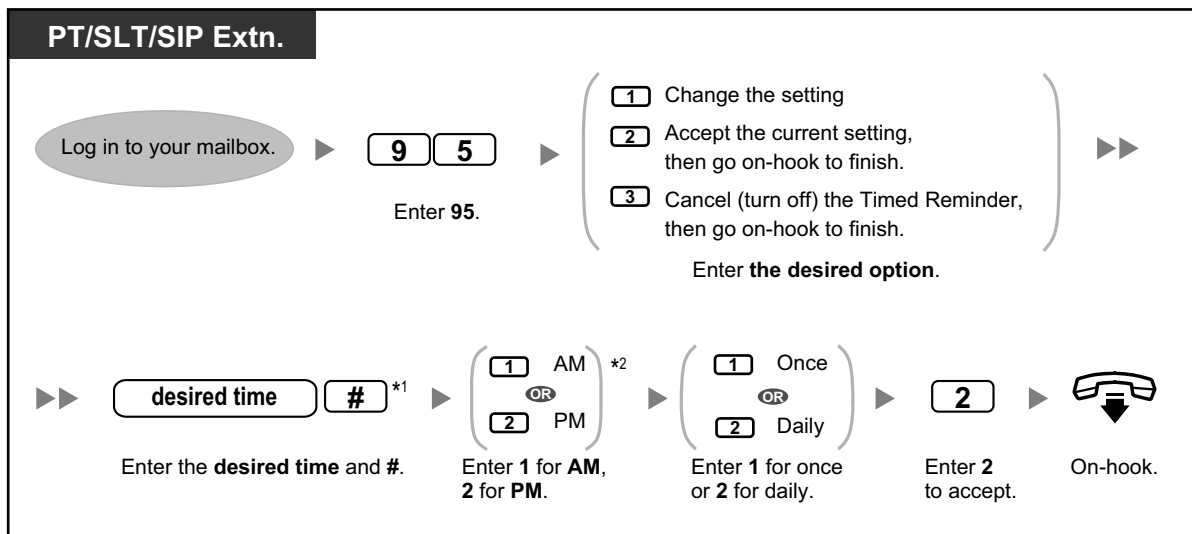 PT/SLT/SIP Extn.
Log in to your mailbox.
9 5
Enter 95.
1 Change the setting
2 Accept the current setting,
then go on-hook to finish.
3 Cancel (turn off) the Timed Reminder,
then go on-hook to finish.
Enter the desired option.
desired time # *1
Enter the desired time and #.
1 AM *2
OR
2 PM
Enter 1 for AM,
2 for PM.
1 Once
OR
2 Daily
Enter 1 for once
or 2 for daily.
2
Enter 2
to accept.
On-hook.